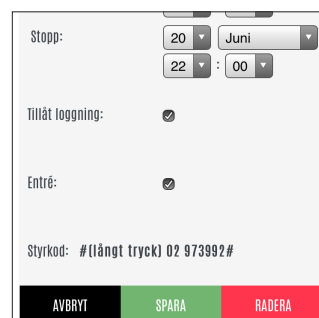 Stopp: 20 Juni
22 : 00
Tillåt loggning:
Entré:
Styrkod: #(långt tryck) 02 973992#
AVBRYT SPARA RADERA